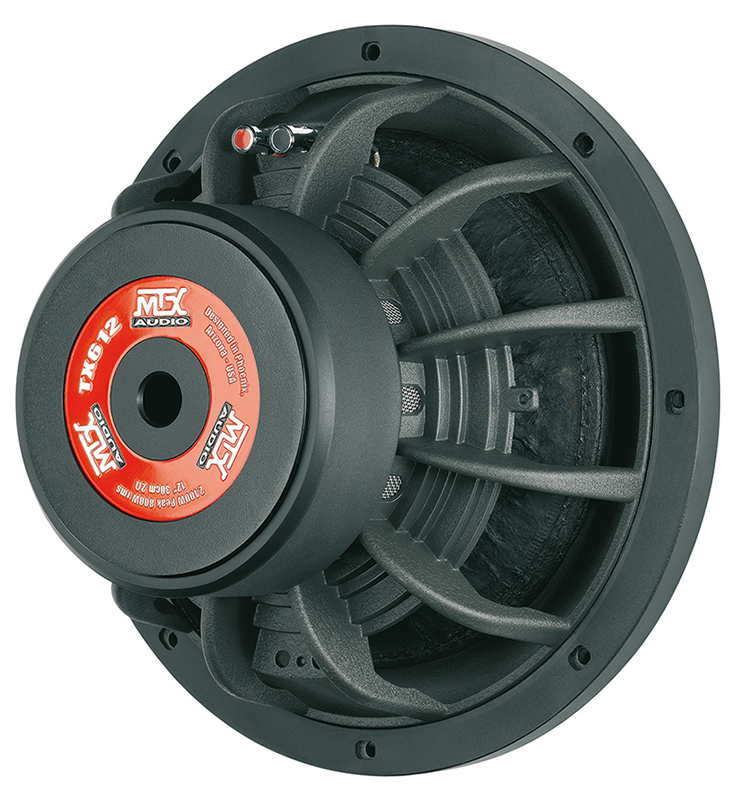 MTX
AUDIO
Designed in Phoenix,
Arizona - USA
MTX
AUDIO
2400W Peak 800W rms
12" 30cm 2Ω
MTX
AUDIO
TX612